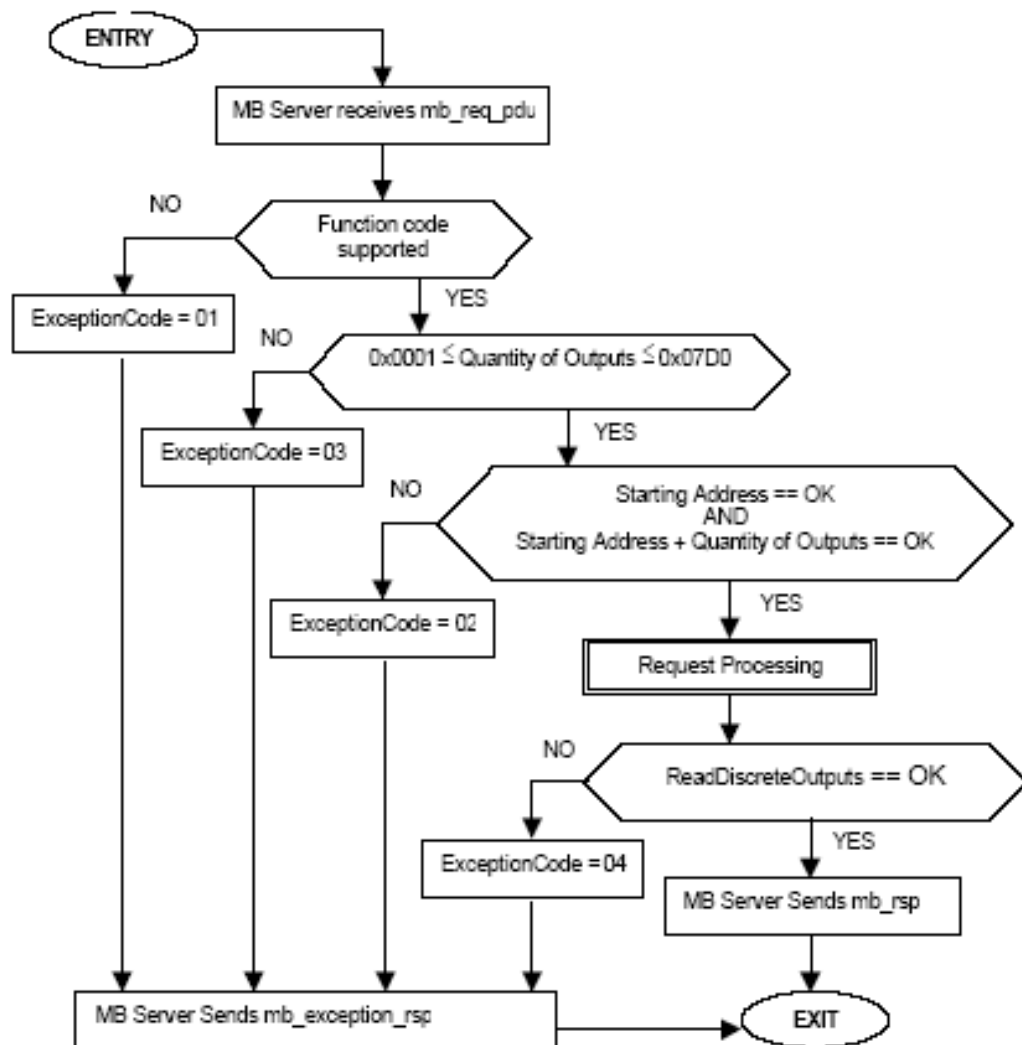 ENTRY
MB Server receives mb_req_pdu
NO
Function code
supported
YES
ExceptionCode = 01
NO
0x0001 ≤ Quantity of Outputs ≤ 0x07D0
YES
ExceptionCode = 03
NO
Starting Address == OK
AND
Starting Address + Quantity of Outputs == OK
YES
ExceptionCode = 02
Request Processing
NO
ReadDiscreteOutputs == OK
YES
ExceptionCode = 04
MB Server Sends mb_rsp
MB Server Sends mb_exception_rsp
EXIT